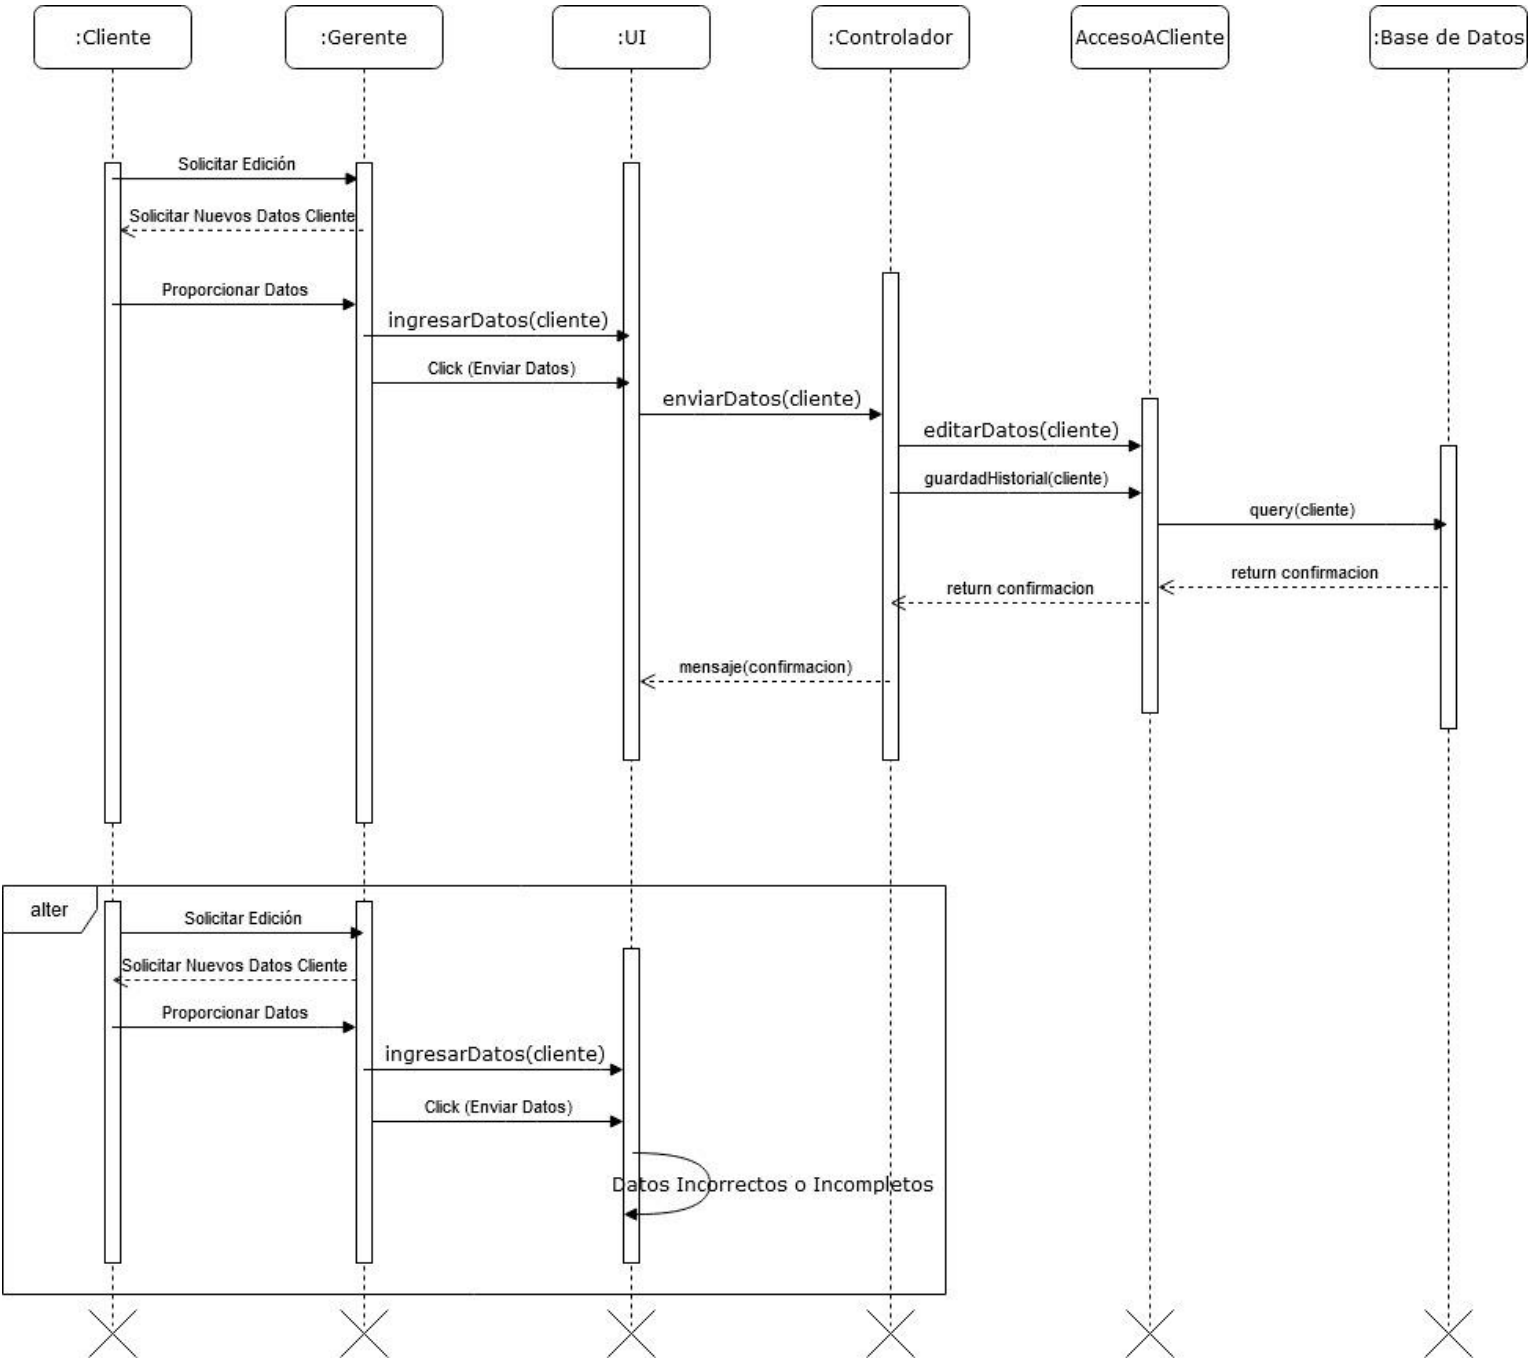 :Cliente
:Gerente
:UI
:Controlador
AccesoACliente
:Base de Datos
Solicitar Edición
Solicitar Nuevos Datos Cliente
Proporcionar Datos
ingresarDatos(cliente)
Click (Enviar Datos)
enviarDatos(cliente)
editarDatos(cliente)
guardadHistorial(cliente)
query(cliente)
return confirmacion
return confirmacion
mensaje(confirmacion)
alter
Solicitar Edición
Solicitar Nuevos Datos Cliente
Proporcionar Datos
ingresarDatos(cliente)
Click (Enviar Datos)
Datos Incorrectos o Incompletos